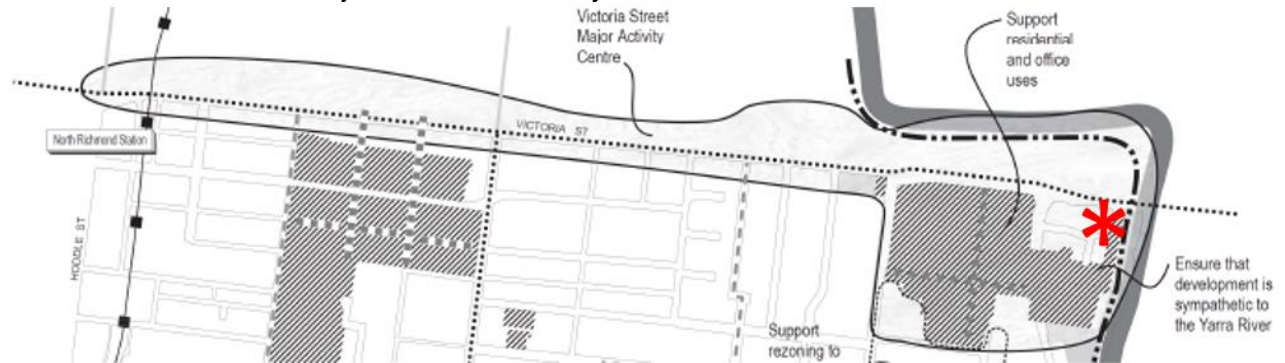 Victoria Street
Major Activity
Centre
Support
residential
and office
uses
VICTORIA ST
North Richmond Station
HODDLE ST
Ensure that
development is
sympathetic to
the Yarra River
Support
rezoning to